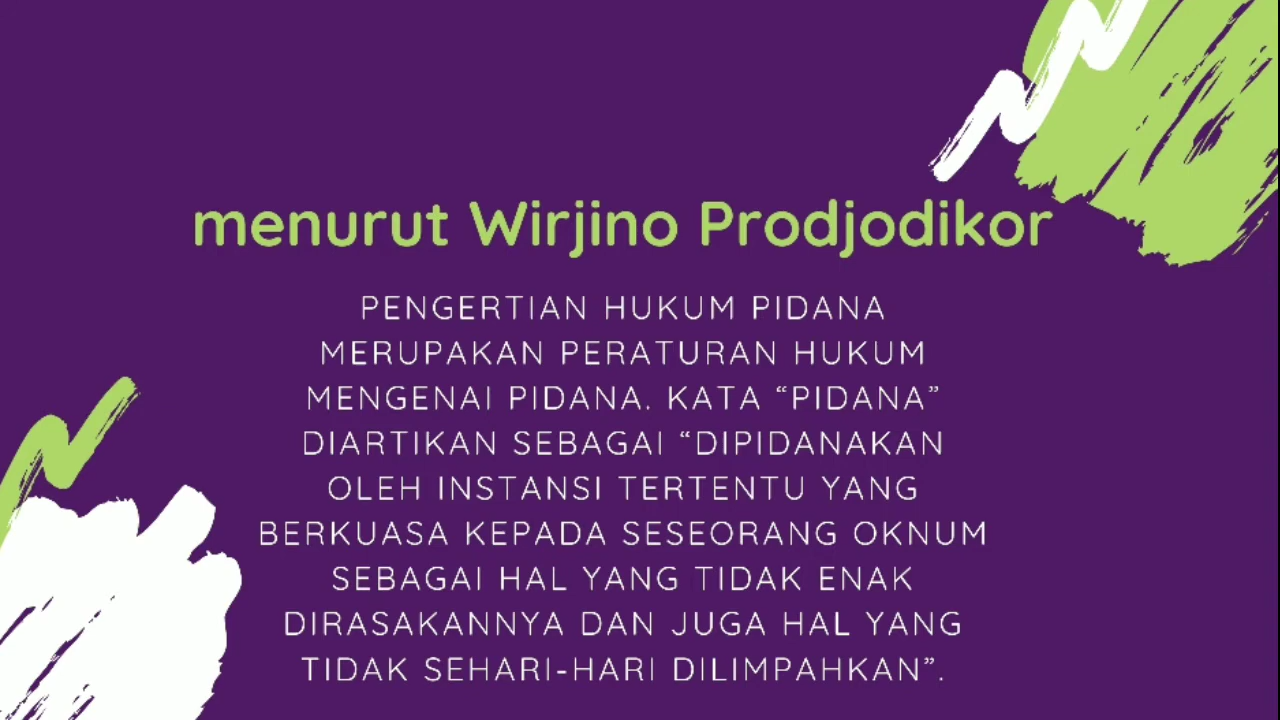 menurut Wirjino Prodjodikor
PENGERTIAN HUKUM PIDANA
MERUPAKAN PERATURAN HUKUM
MENGENAI PIDANA. KATA “PIDANA”
DIARTIKAN SEBAGAI “DIPIDANAKAN
OLEH INSTANSI TERTENTU YANG
BERKUASA KEPADA SESEORANG OKNUM
SEBAGAI HAL YANG TIDAK ENAK
DIRASAKANNYA DAN JUGA HAL YANG
TIDAK SEHARI-HARI DILIMPAHKAN”.